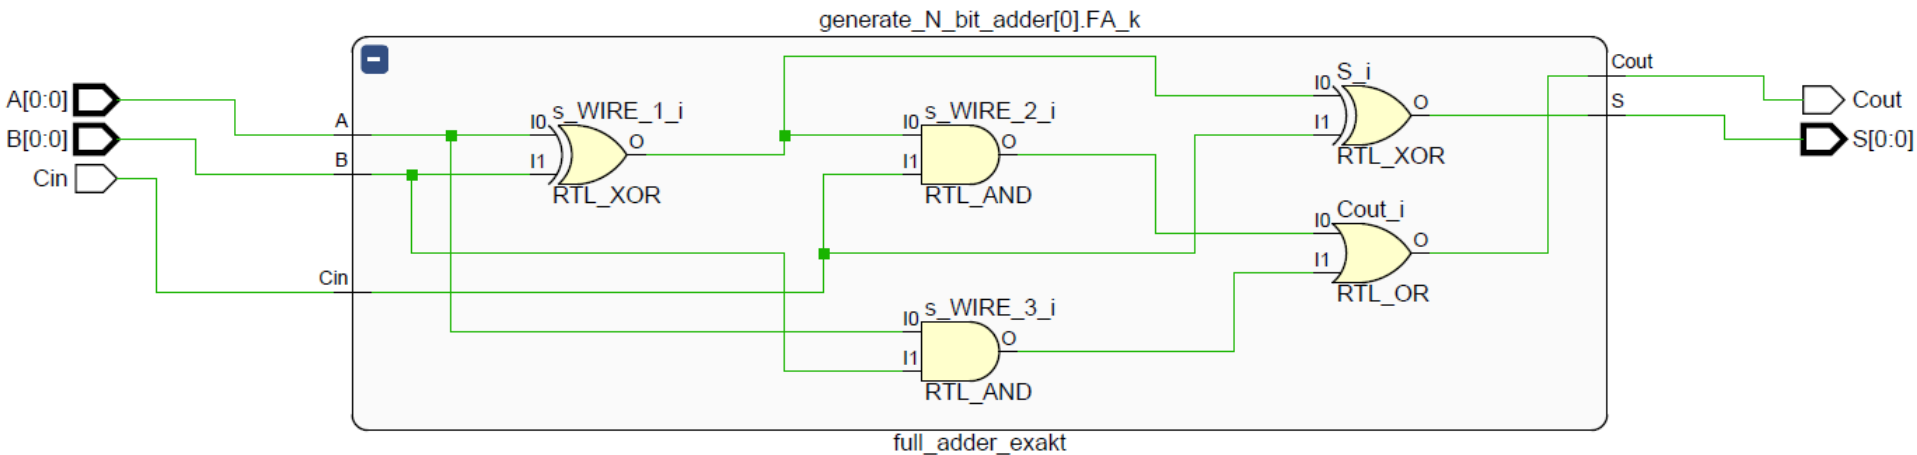 generate_N_bit_adder[0].FA_k
A[0:0]
B[0:0]
Cin
A
B
Cin
s_WIRE_1_i
I0
I1
O
RTL_XOR
s_WIRE_2_i
I0
I1
O
RTL_AND
s_WIRE_3_i
I0
I1
O
RTL_AND
S_i
I0
I1
O
RTL_XOR
Cout_i
I0
I1
O
RTL_OR
Cout
S
Cout
S[0:0]
full_adder_exakt